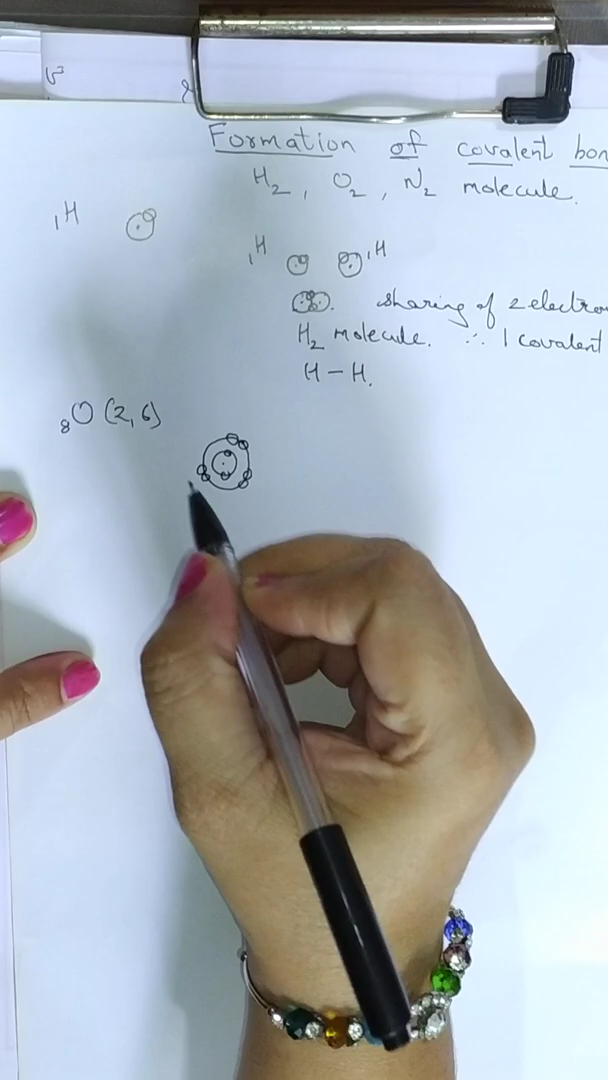 Formation of covalent bon
H₂, O₂, N₂ molecule.
₁H
₁H ₁H
sharing of 2 electron
H₂ molecule. ∴ 1 covalent
H-H.
₈O (2,6)